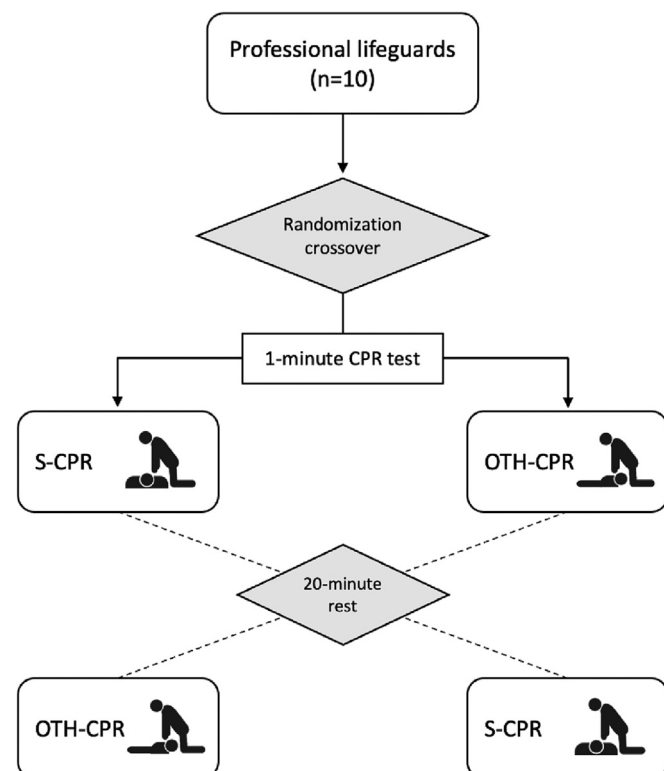 Professional lifeguards
(n=10)
Randomization
crossover
1-minute CPR test
S-CPR
OTH-CPR
20-minute
rest
OTH-CPR
S-CPR